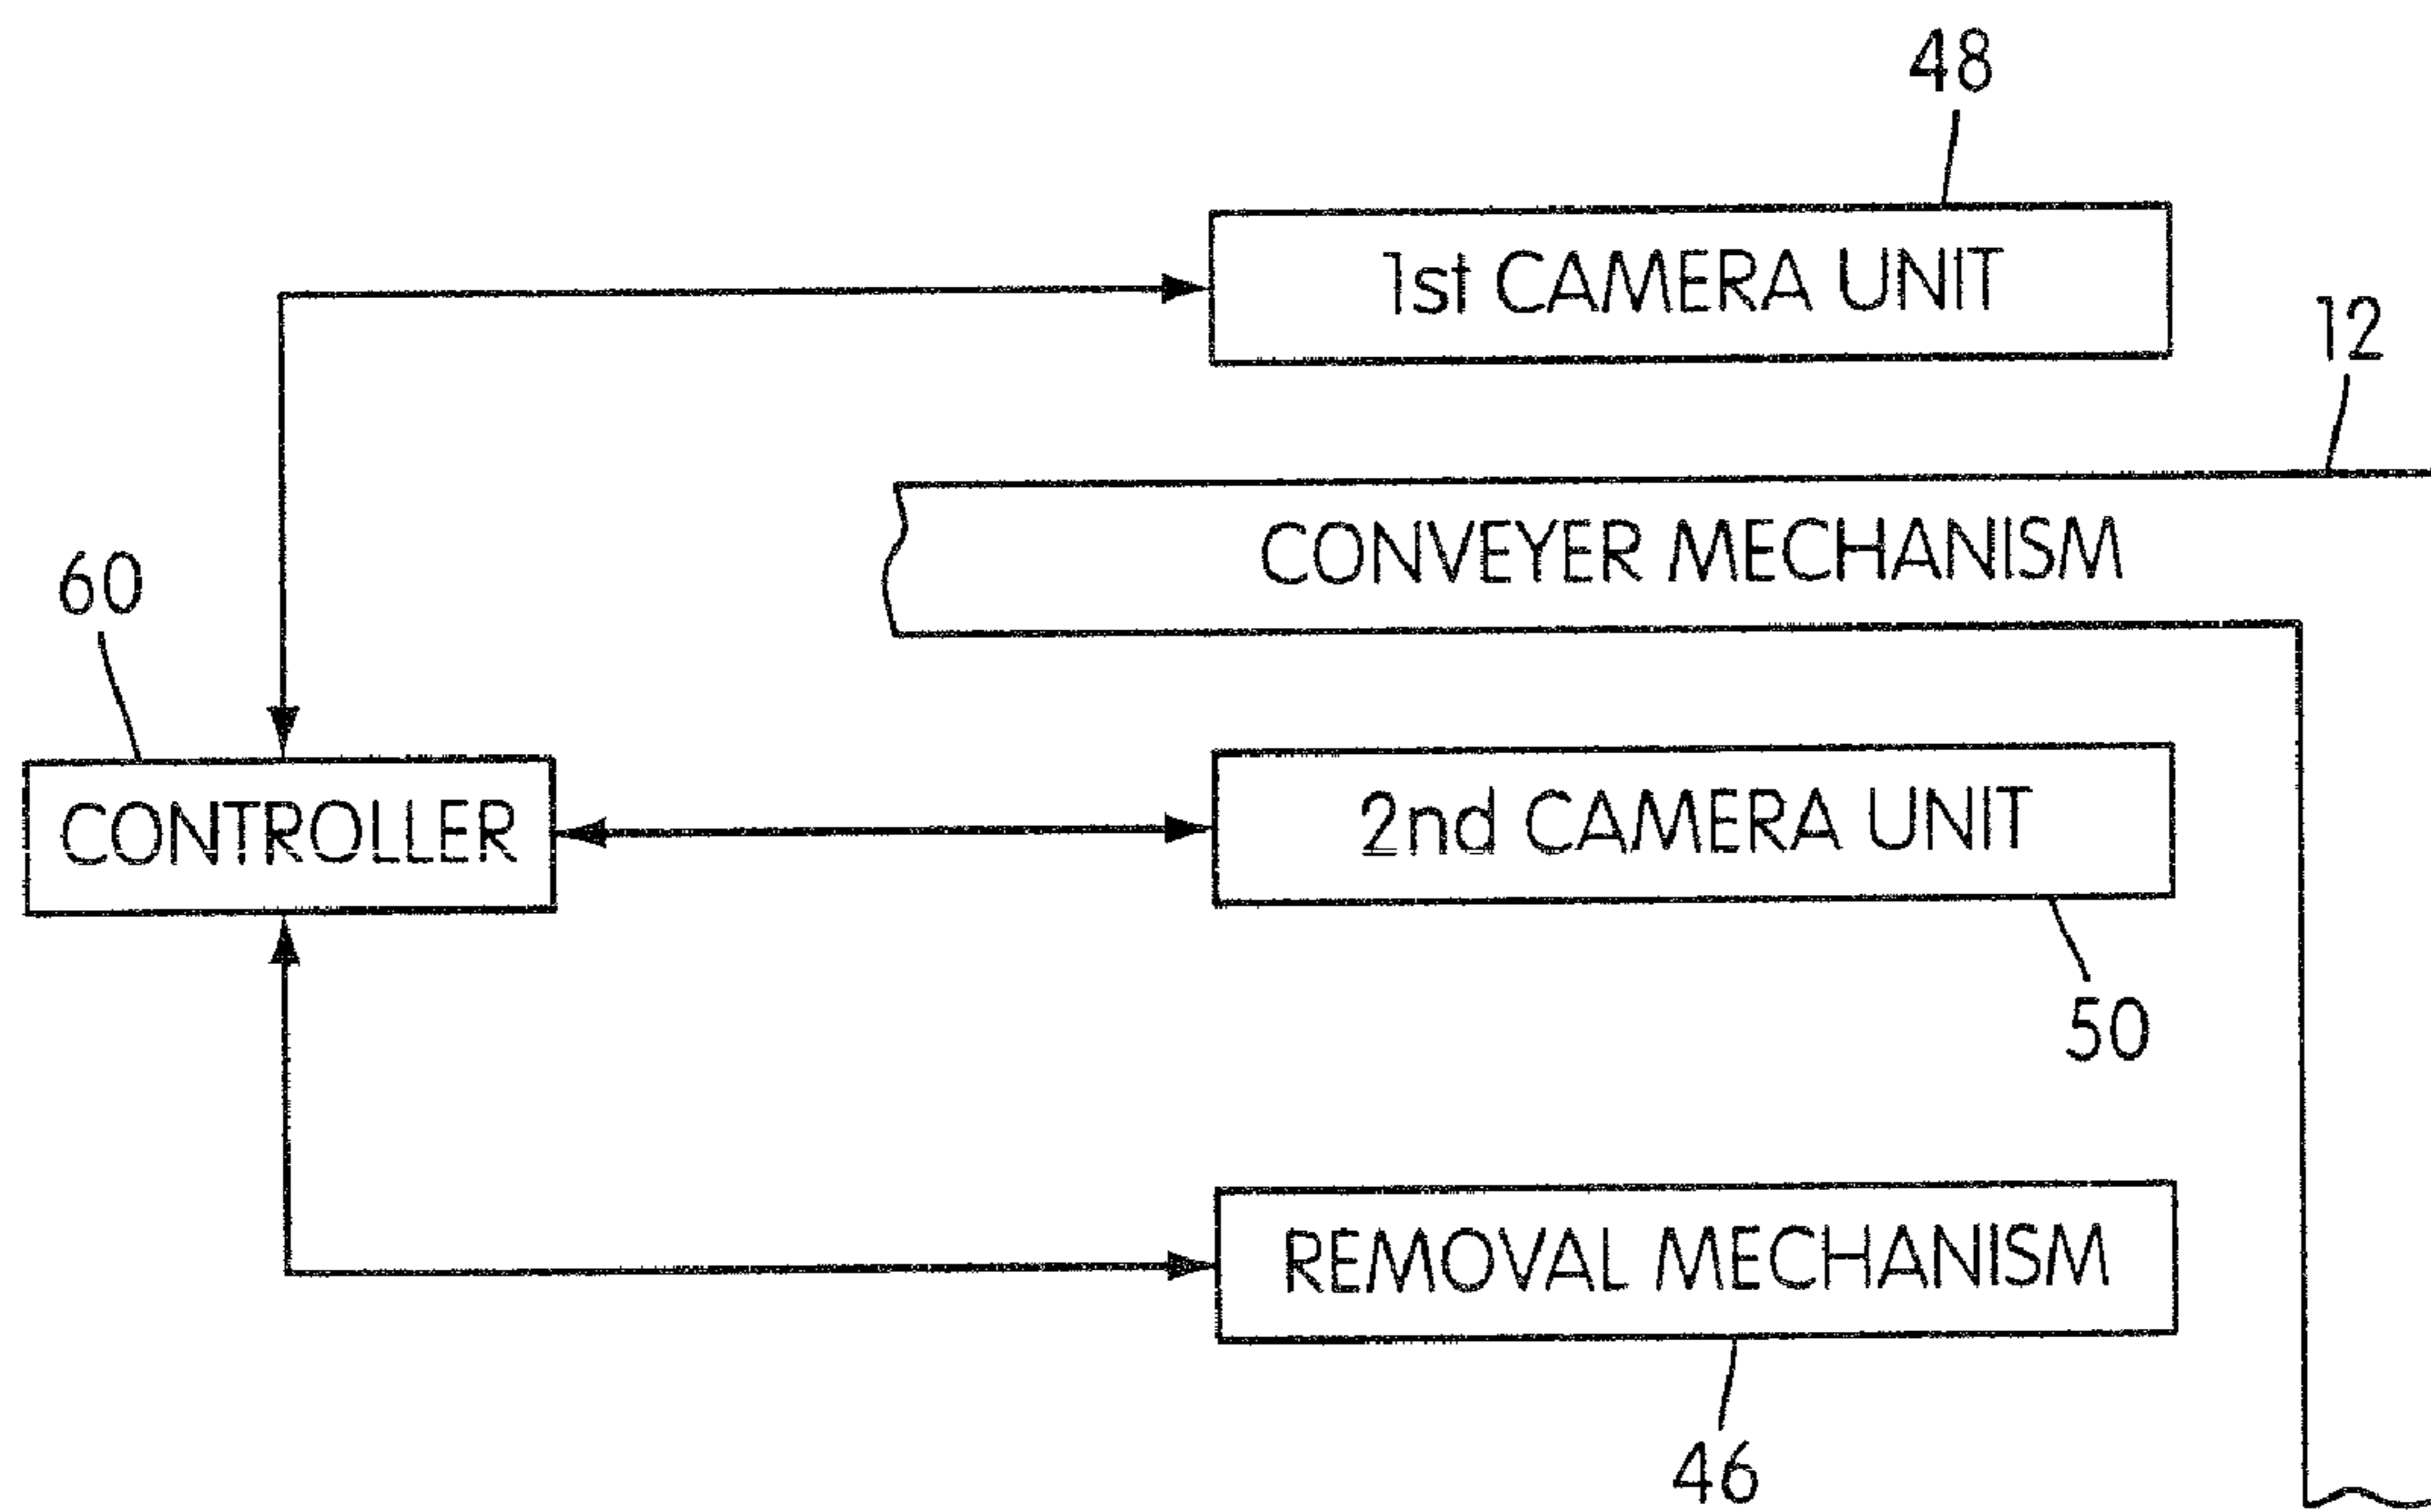 48
1st CAMERA UNIT
12
CONVEYER MECHANISM
60
CONTROLLER
2nd CAMERA UNIT
50
REMOVAL MECHANISM
46